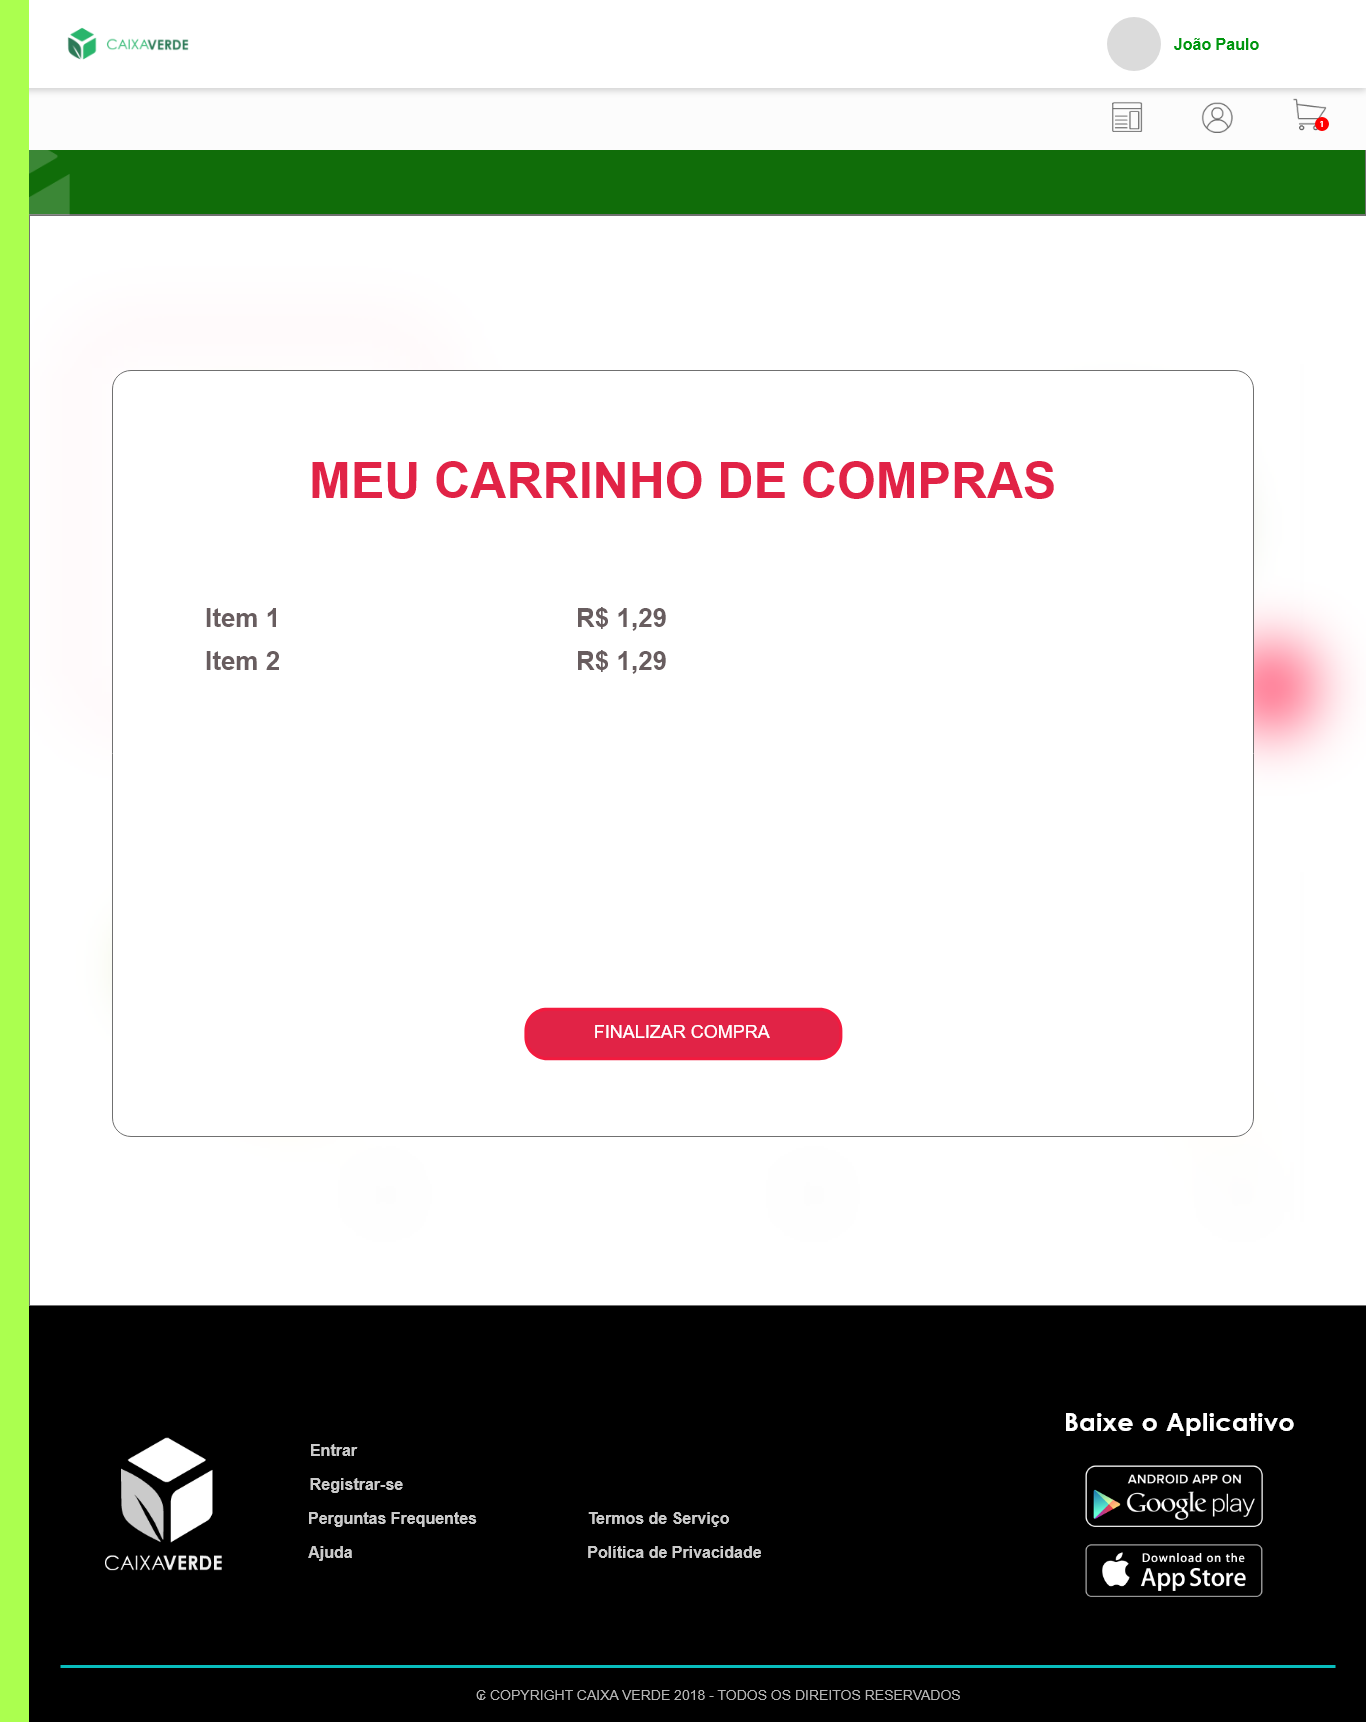 CAIXAVERDE
João Paulo
1
MEU CARRINHO DE COMPRAS
Item 1 R$ 1,29
Item 2 R$ 1,29
FINALIZAR COMPRA
CAIXAVERDE
Entrar
Registrar-se
Perguntas Frequentes
Ajuda
Termos de Serviço
Política de Privacidade
Baixe o Aplicativo
ANDROID APP ON
Google play
Download on the
App Store
₢ COPYRIGHT CAIXA VERDE 2018 - TODOS OS DIREITOS RESERVADOS